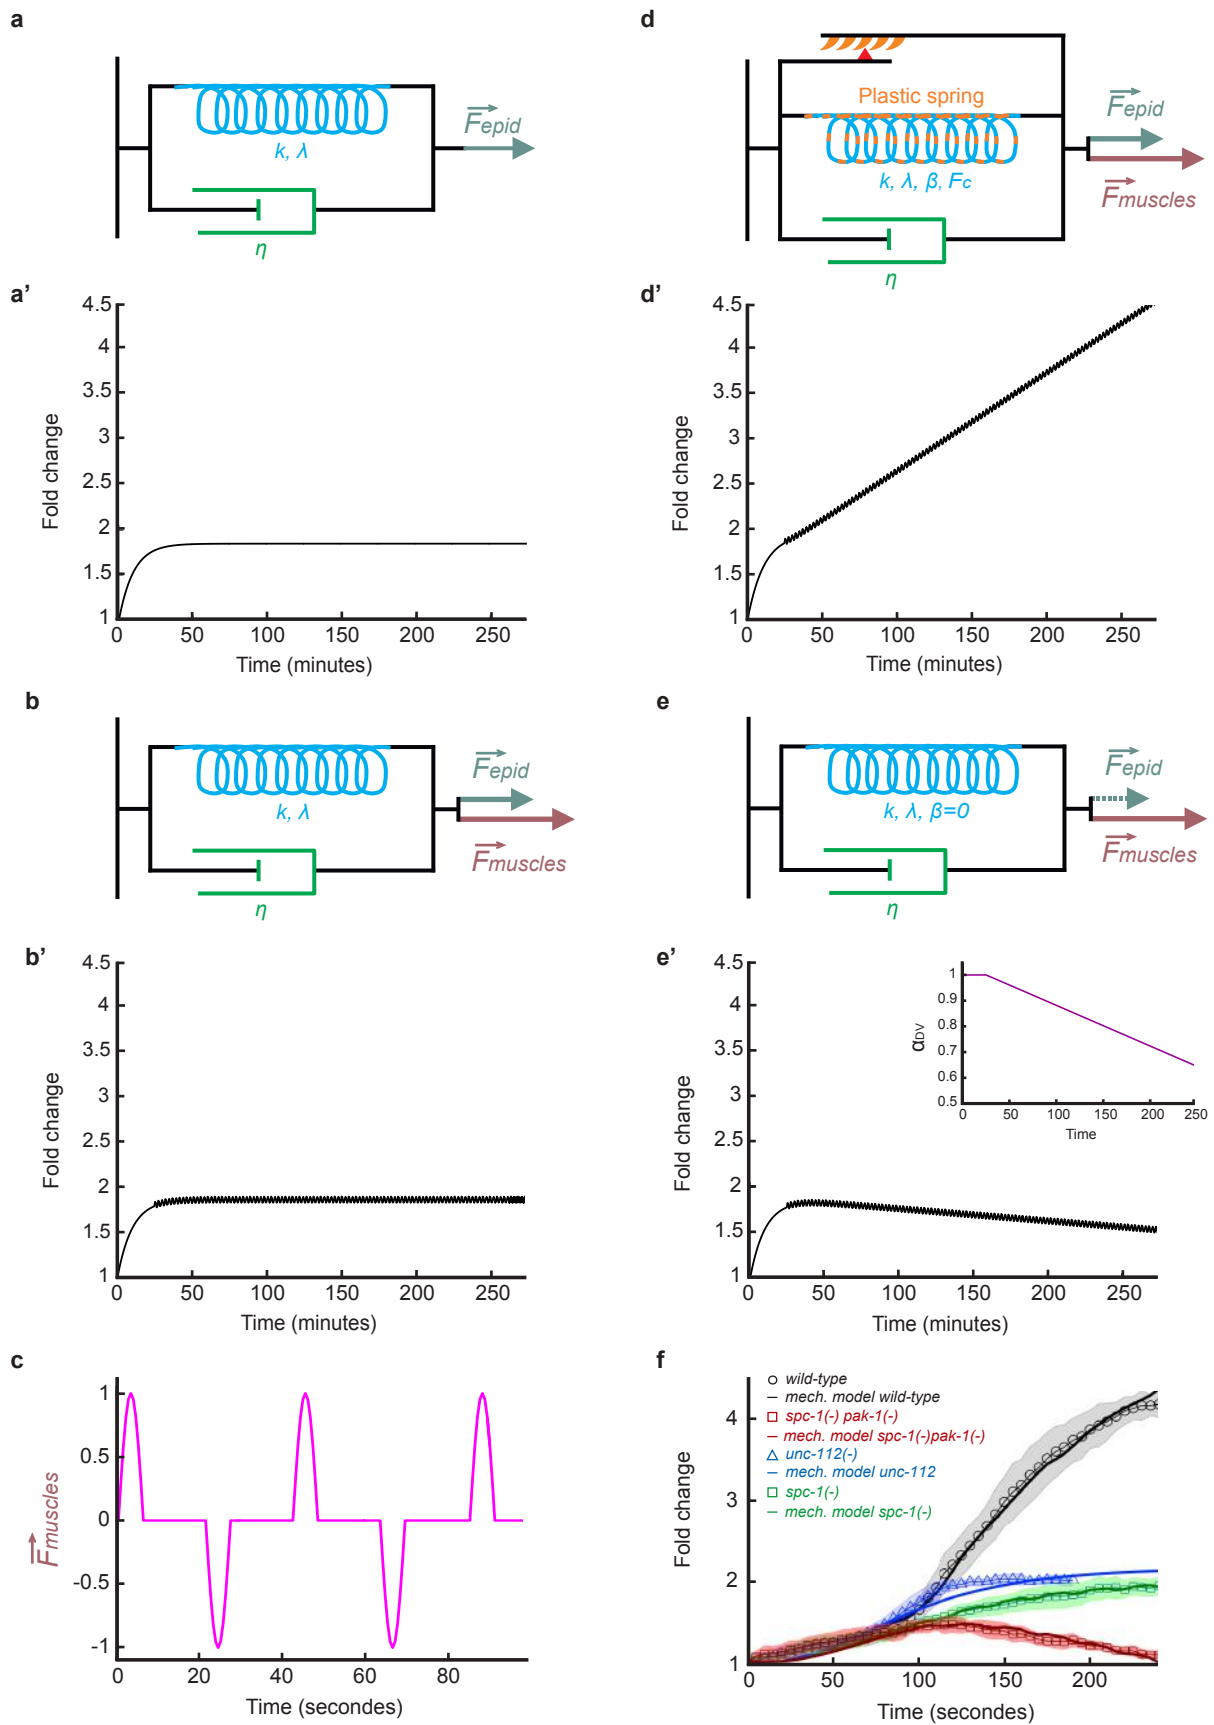 a
Fepid
k, λ
η
a’
4.5
4
3.5
3
2.5
2
1.5
1
Fold change
0 50 100 150 200 250
Time (minutes)
b
Fepid
k, λ
Fmuscles
η
b’
4.5
4
3.5
3
2.5
2
1.5
1
Fold change
0 50 100 150 200 250
Time (minutes)
c
1
0.5
0
-0.5
-1
Fmuscles
0 20 40 60 80
Time (secondes)
d
Plastic spring
Fepid
k, λ, β, Fc
Fmuscles
η
d’
4.5
4
3.5
3
2.5
2
1.5
1
Fold change
0 50 100 150 200 250
Time (minutes)
e
Fepid
k, λ, β=0
Fmuscles
η
e’
4.5
4
3.5
3
2.5
2
1.5
1
Fold change
0 50 100 150 200 250
Time (minutes)
1
0.9
0.8
0.7
0.6
0.5
αDV
0 50 100 150 200 250
Time
f
wild-type
mech. model wild-type
spc-1(-) pak-1(-)
mech. model spc-1(-)pak-1(-)
unc-112(-)
mech. model unc-112
spc-1(-)
mech. model spc-1(-)
4
3
2
1
Fold change
0 50 100 150 200
Time (secondes)